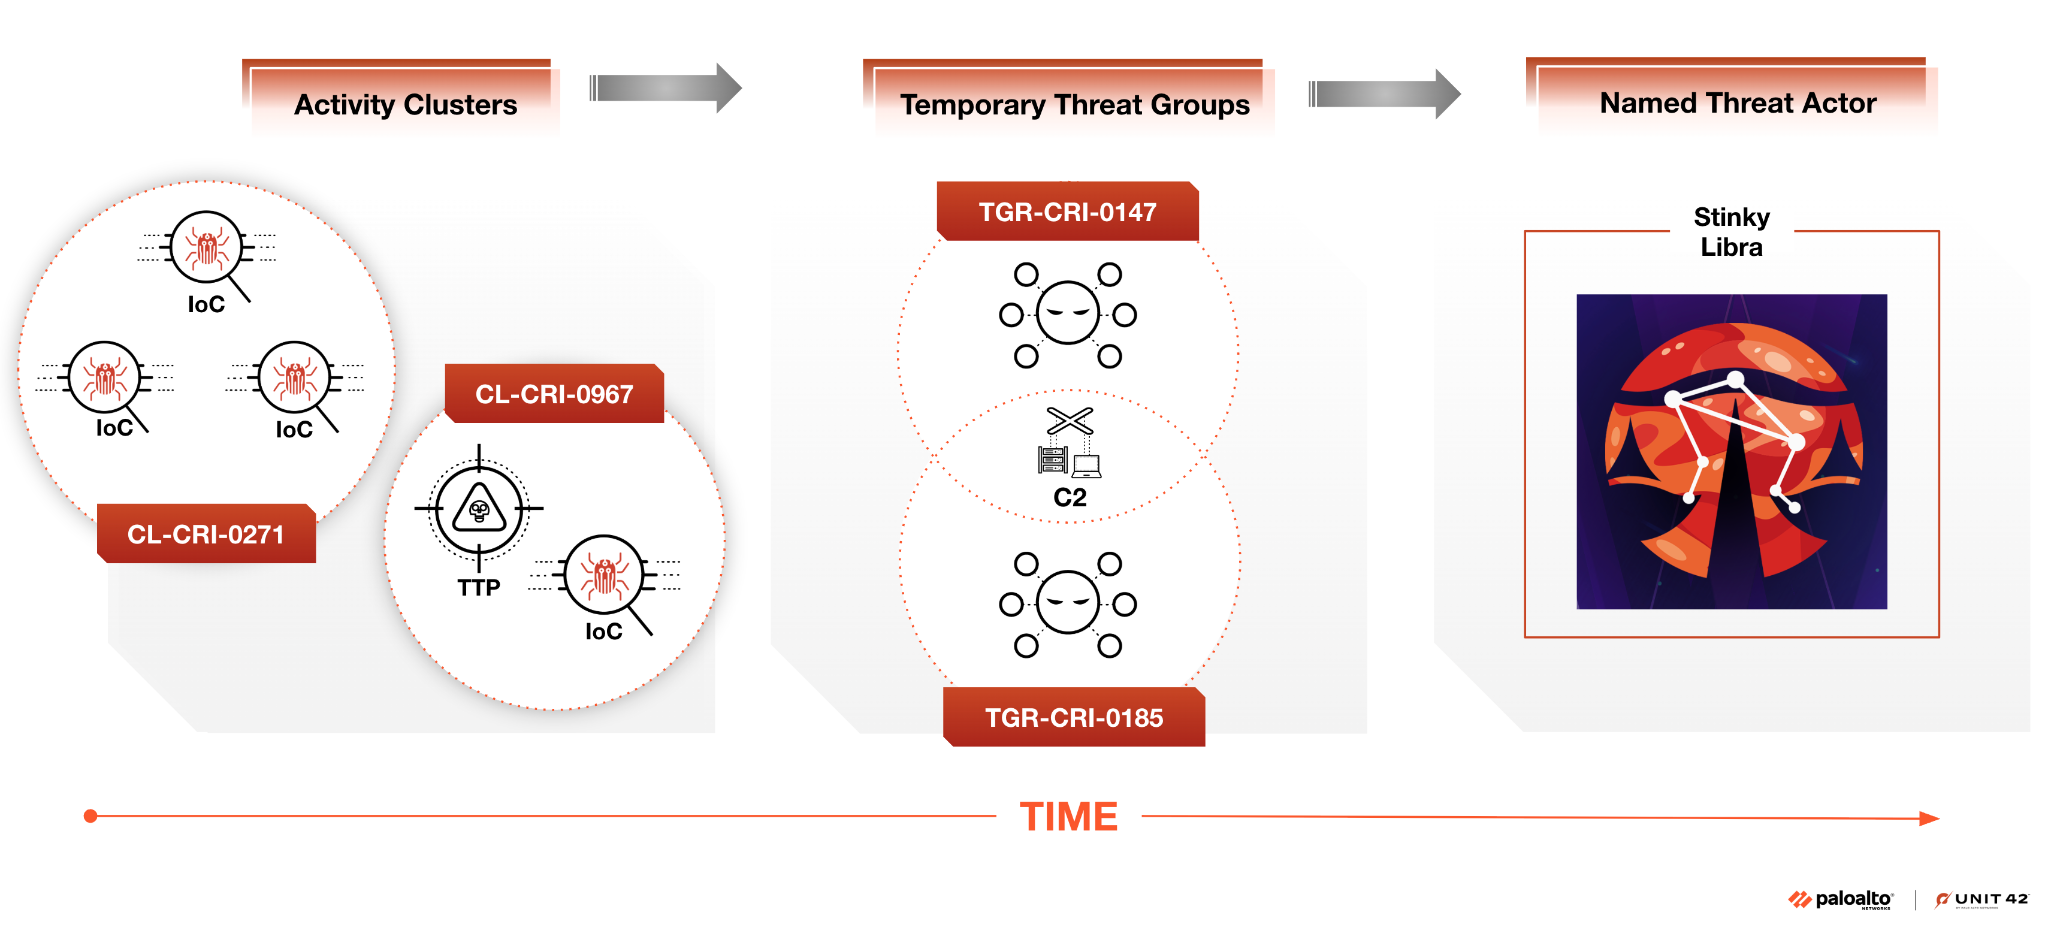 Activity Clusters
Temporary Threat Groups
Named Threat Actor
IoC
IoC
IoC
CL-CRI-0271
CL-CRI-0967
TTP
IoC
TGR-CRI-0147
C2
TGR-CRI-0185
Stinky
Libra
TIME
paloalto
NETWORKS
UNIT 42